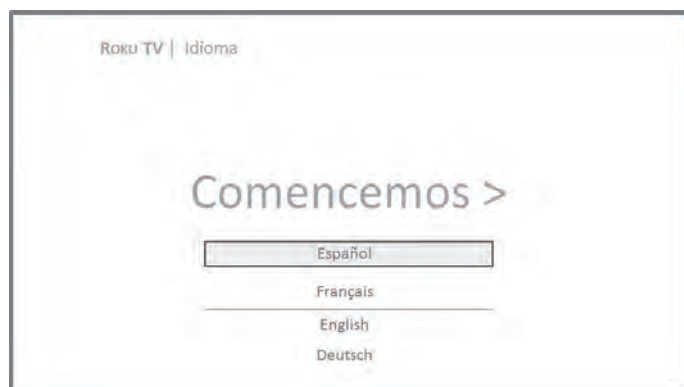 Roku TV | Idioma
Comencemos >
Español
Français
English
Deutsch